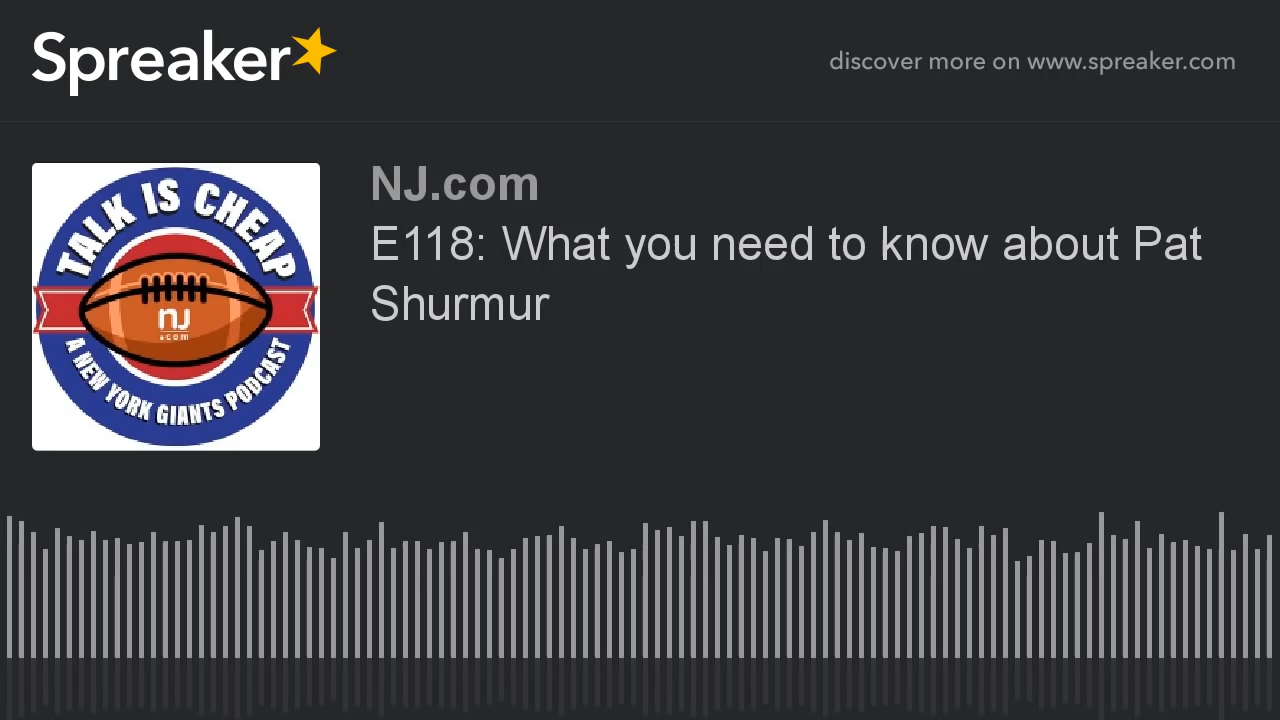 Spreaker
discover more on www.spreaker.com
TALK IS CHEAP
nj
.com
A NEW YORK GIANTS PODCAST
NJ.com
E118: What you need to know about Pat
Shurmur